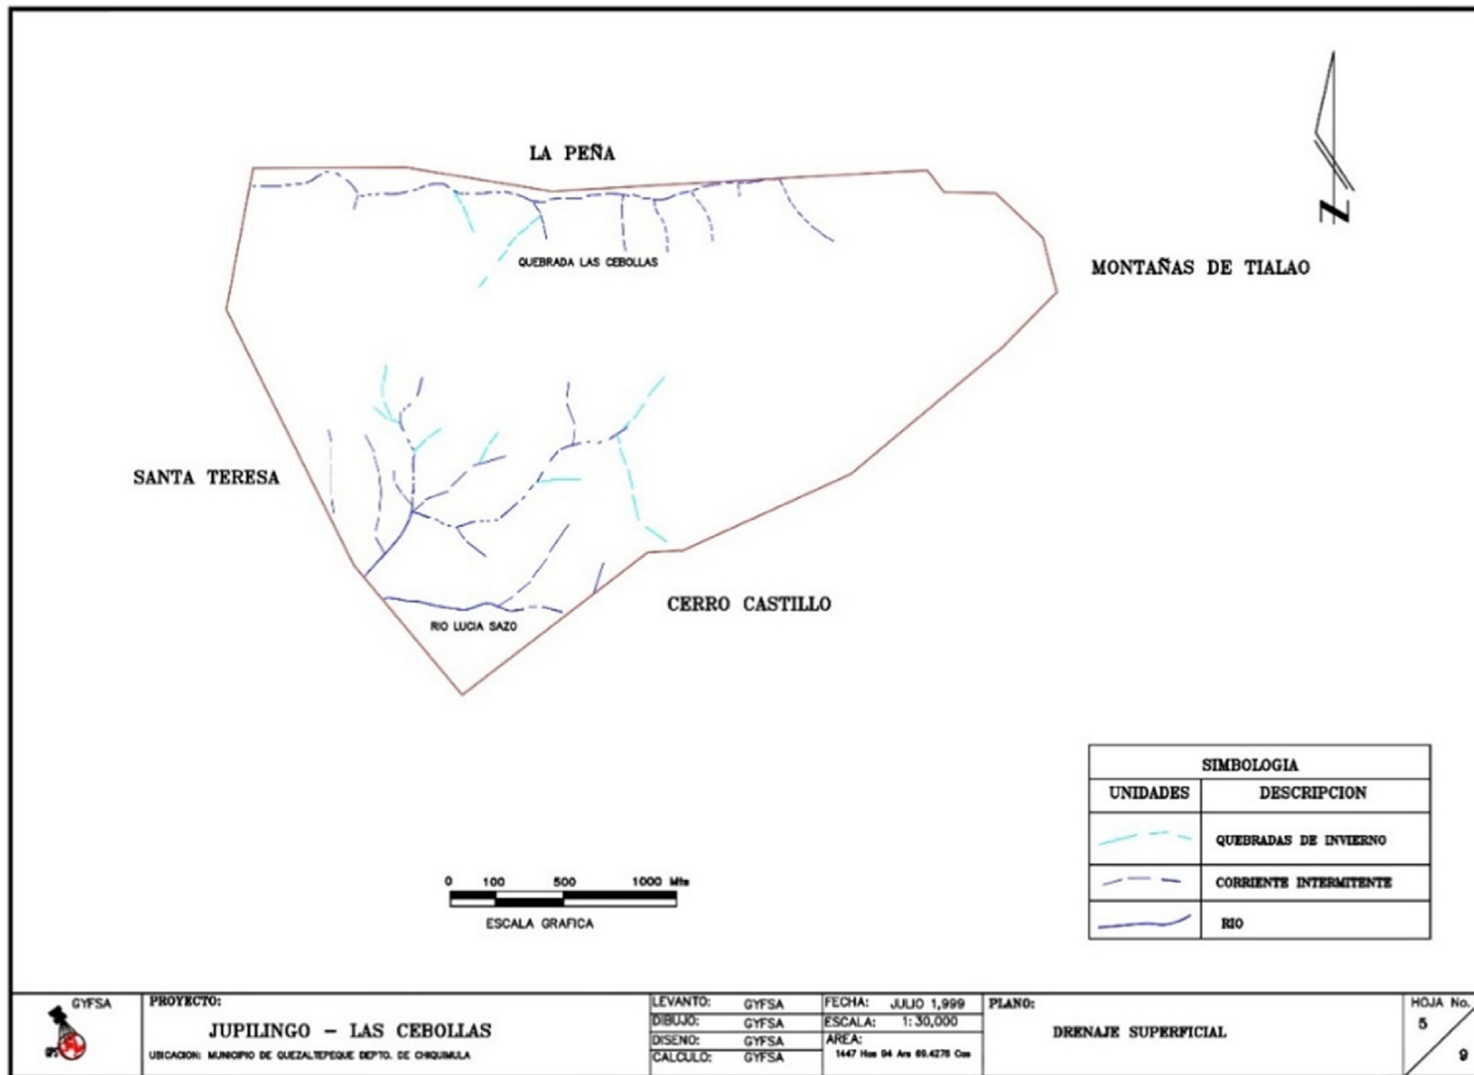 LA PEÑA
QUEBRADA LAS CEBOLLAS
MONTAÑAS DE TIALAO
SANTA TERESA
CERRO CASTILLO
RIO LUCIA SAZO
N
0 100 500 1000 Mts
ESCALA GRAFICA
SIMBOLOGIA
UNIDADES DESCRIPCION
QUEBRADAS DE INVIERNO
CORRIENTE INTERMITENTE
RIO
GYFSA
GPS
PROYECTO:
JUPILINGO - LAS CEBOLLAS
UBICACION: MUNICIPIO DE QUEZALTEPEQUE DEPTO. DE CHIQUIMULA
LEVANTO: GYFSA
DIBUJO: GYFSA
DISENO: GYFSA
CALCULO: GYFSA
FECHA: JULIO 1,999
ESCALA: 1: 30,000
AREA:
1447 Has 94 Ars 69.4278 Cas
PLANO:
DRENAJE SUPERFICIAL
HOJA No.
5
9